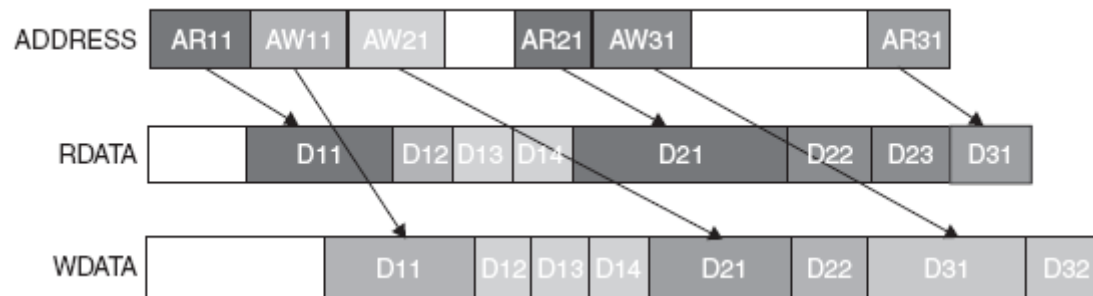 ADDRESS AR11 AW11 AW21 AR21 AW31 AR31
RDATA D11 D12 D13 D14 D21 D22 D23 D31
WDATA D11 D12 D13 D14 D21 D22 D31 D32